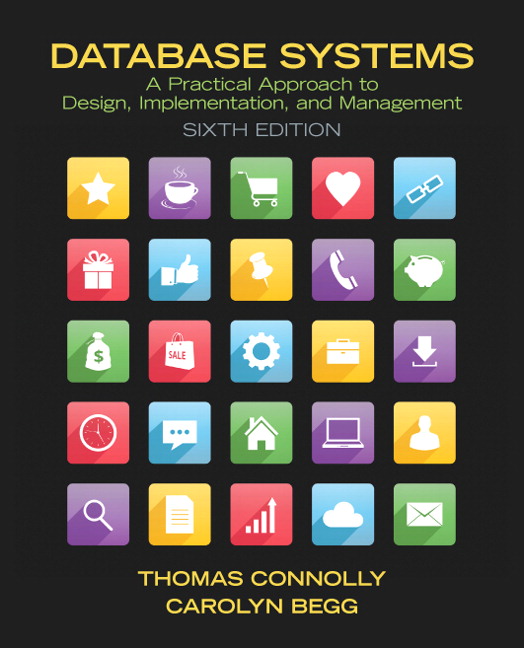 DATABASE SYSTEMS
A Practical Approach to
Design, Implementation, and Management
SIXTH EDITION
$
SALE
THOMAS CONNOLLY
CAROLYN BEGG